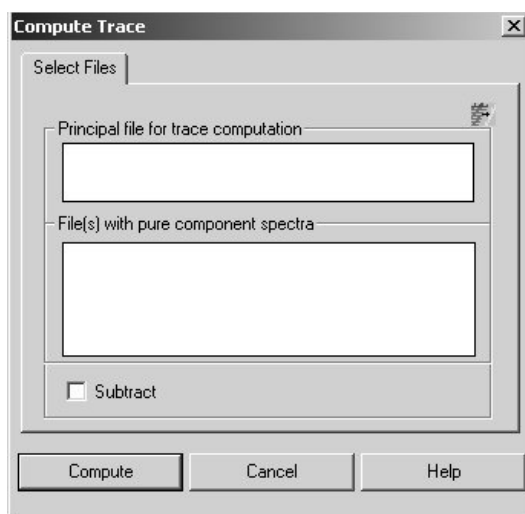 Compute Trace
Select Files
Principal file for trace computation
File(s) with pure component spectra
Subtract
Compute
Cancel
Help